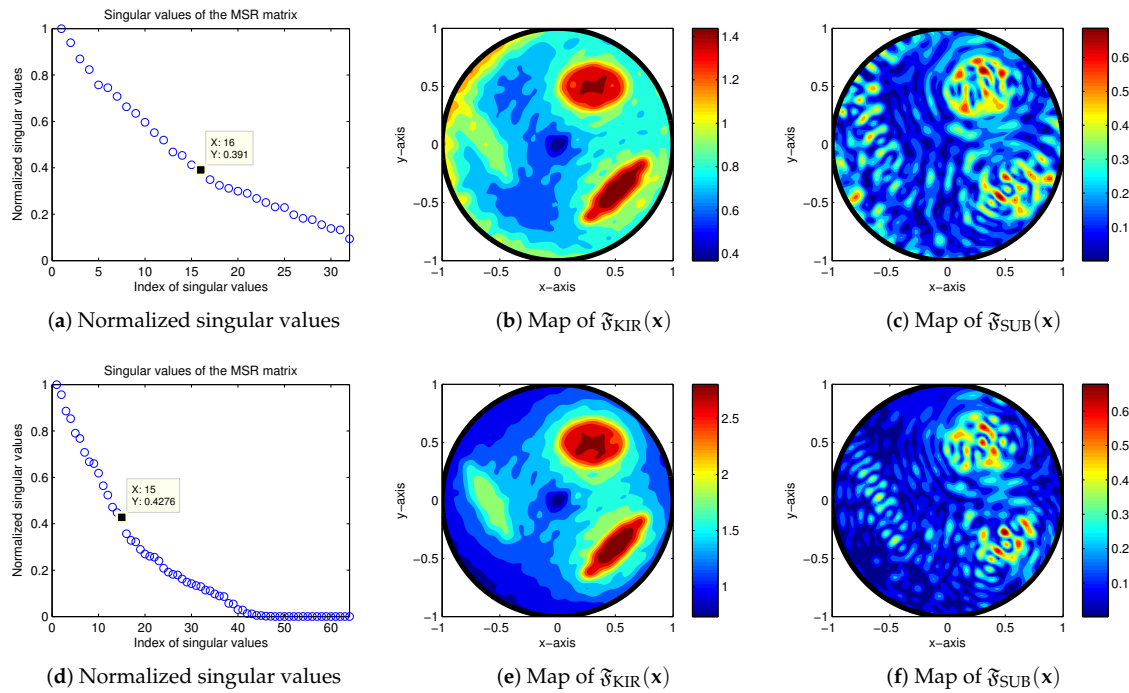 Singular values of the MSR matrix
Normalized singular values
1
0.8
0.6
0.4
0.2
0
X: 16
Y: 0.391
0 5 10 15 20 25 30
Index of singular values
(a) Normalized singular values
y-axis
1
0.5
0
−0.5
−1
−1 −0.5 0 0.5 1
x-axis
1.4
1.2
1
0.8
0.6
0.4
(b) Map of 𝔉KIR(x)
y-axis
1
0.5
0
−0.5
−1
−1 −0.5 0 0.5 1
x-axis
0.6
0.5
0.4
0.3
0.2
0.1
(c) Map of 𝔉SUB(x)
Singular values of the MSR matrix
Normalized singular values
1
0.8
0.6
0.4
0.2
0
X: 15
Y: 0.4276
0 10 20 30 40 50 60
Index of singular values
(d) Normalized singular values
y-axis
1
0.5
0
−0.5
−1
−1 −0.5 0 0.5 1
x-axis
2.5
2
1.5
1
(e) Map of 𝔉KIR(x)
y-axis
1
0.5
0
−0.5
−1
−1 −0.5 0 0.5 1
x-axis
0.6
0.5
0.4
0.3
0.2
0.1
(f) Map of 𝔉SUB(x)